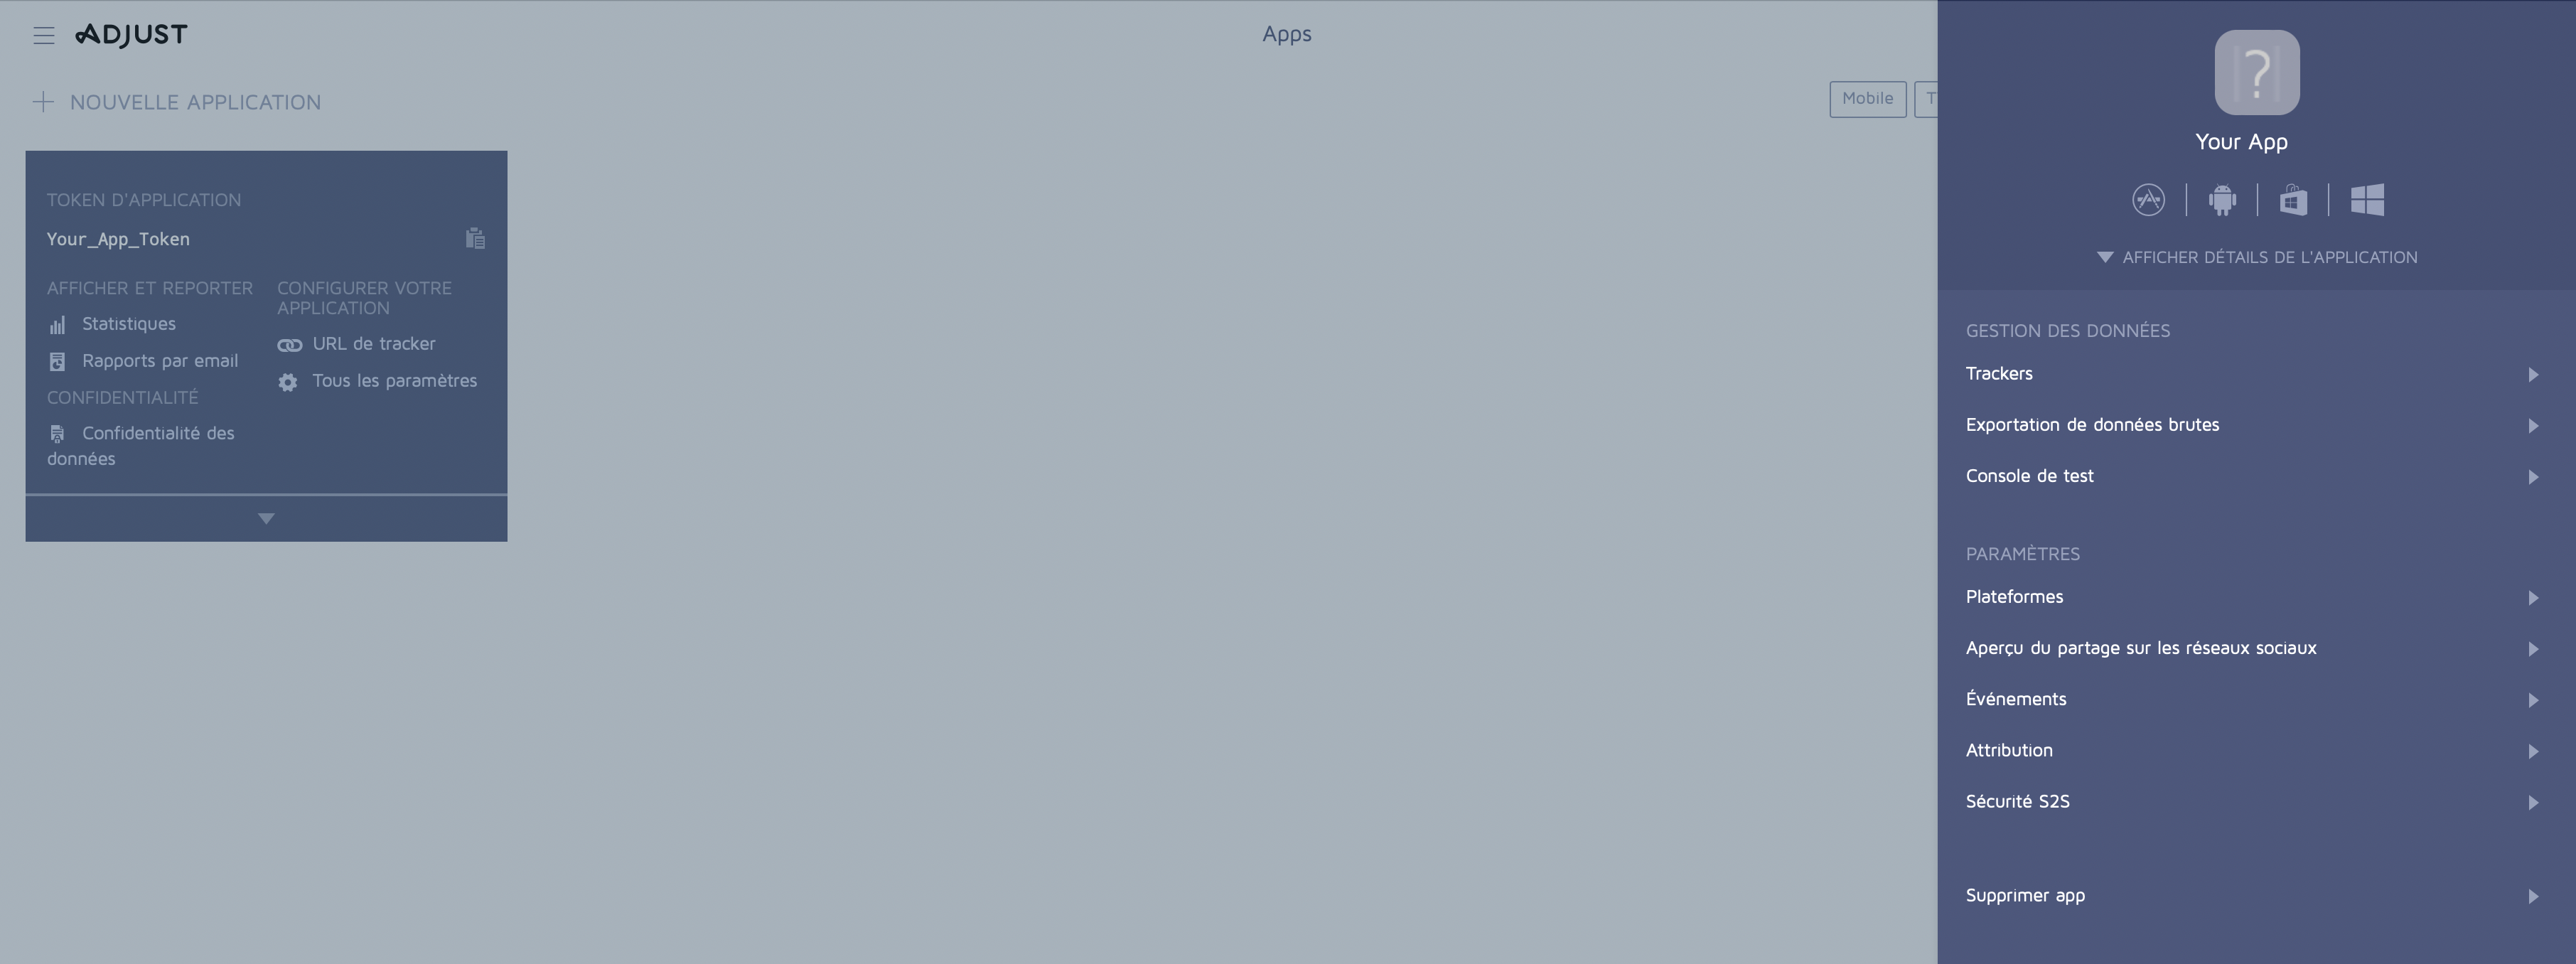 ADJUST
Apps
NOUVELLE APPLICATION
Mobile
TOKEN D'APPLICATION
Your_App_Token
AFFICHER ET REPORTER
Statistiques
Rapports par email
CONFIDENTIALITÉ
Confidentialité des
données
CONFIGURER VOTRE
APPLICATION
URL de tracker
Tous les paramètres
?
Your App
AFFICHER DÉTAILS DE L'APPLICATION
GESTION DES DONNÉES
Trackers
Exportation de données brutes
Console de test
PARAMÈTRES
Plateformes
Aperçu du partage sur les réseaux sociaux
Événements
Attribution
Sécurité S2S
Supprimer app